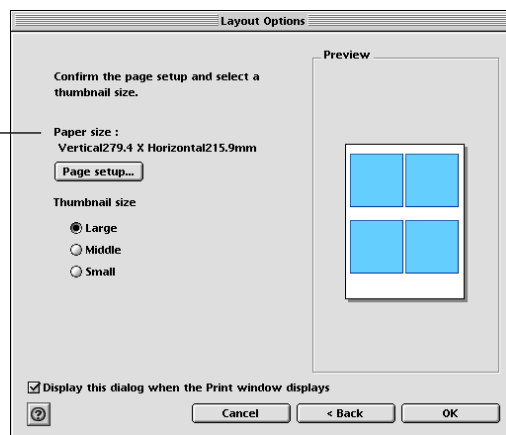 Layout Options
Confirm the page setup and select a
thumbnail size.
Paper size :
Vertical279.4 X Horizontal215.9mm
Page setup...
Thumbnail size
Large
Middle
Small
Preview
Display this dialog when the Print window displays
?
Cancel
< Back
OK